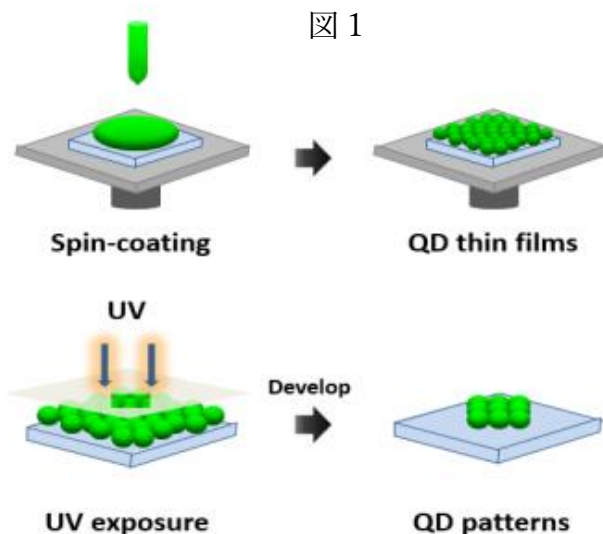 図 1
Spin-coating
QD thin films
UV
Develop
UV exposure
QD patterns